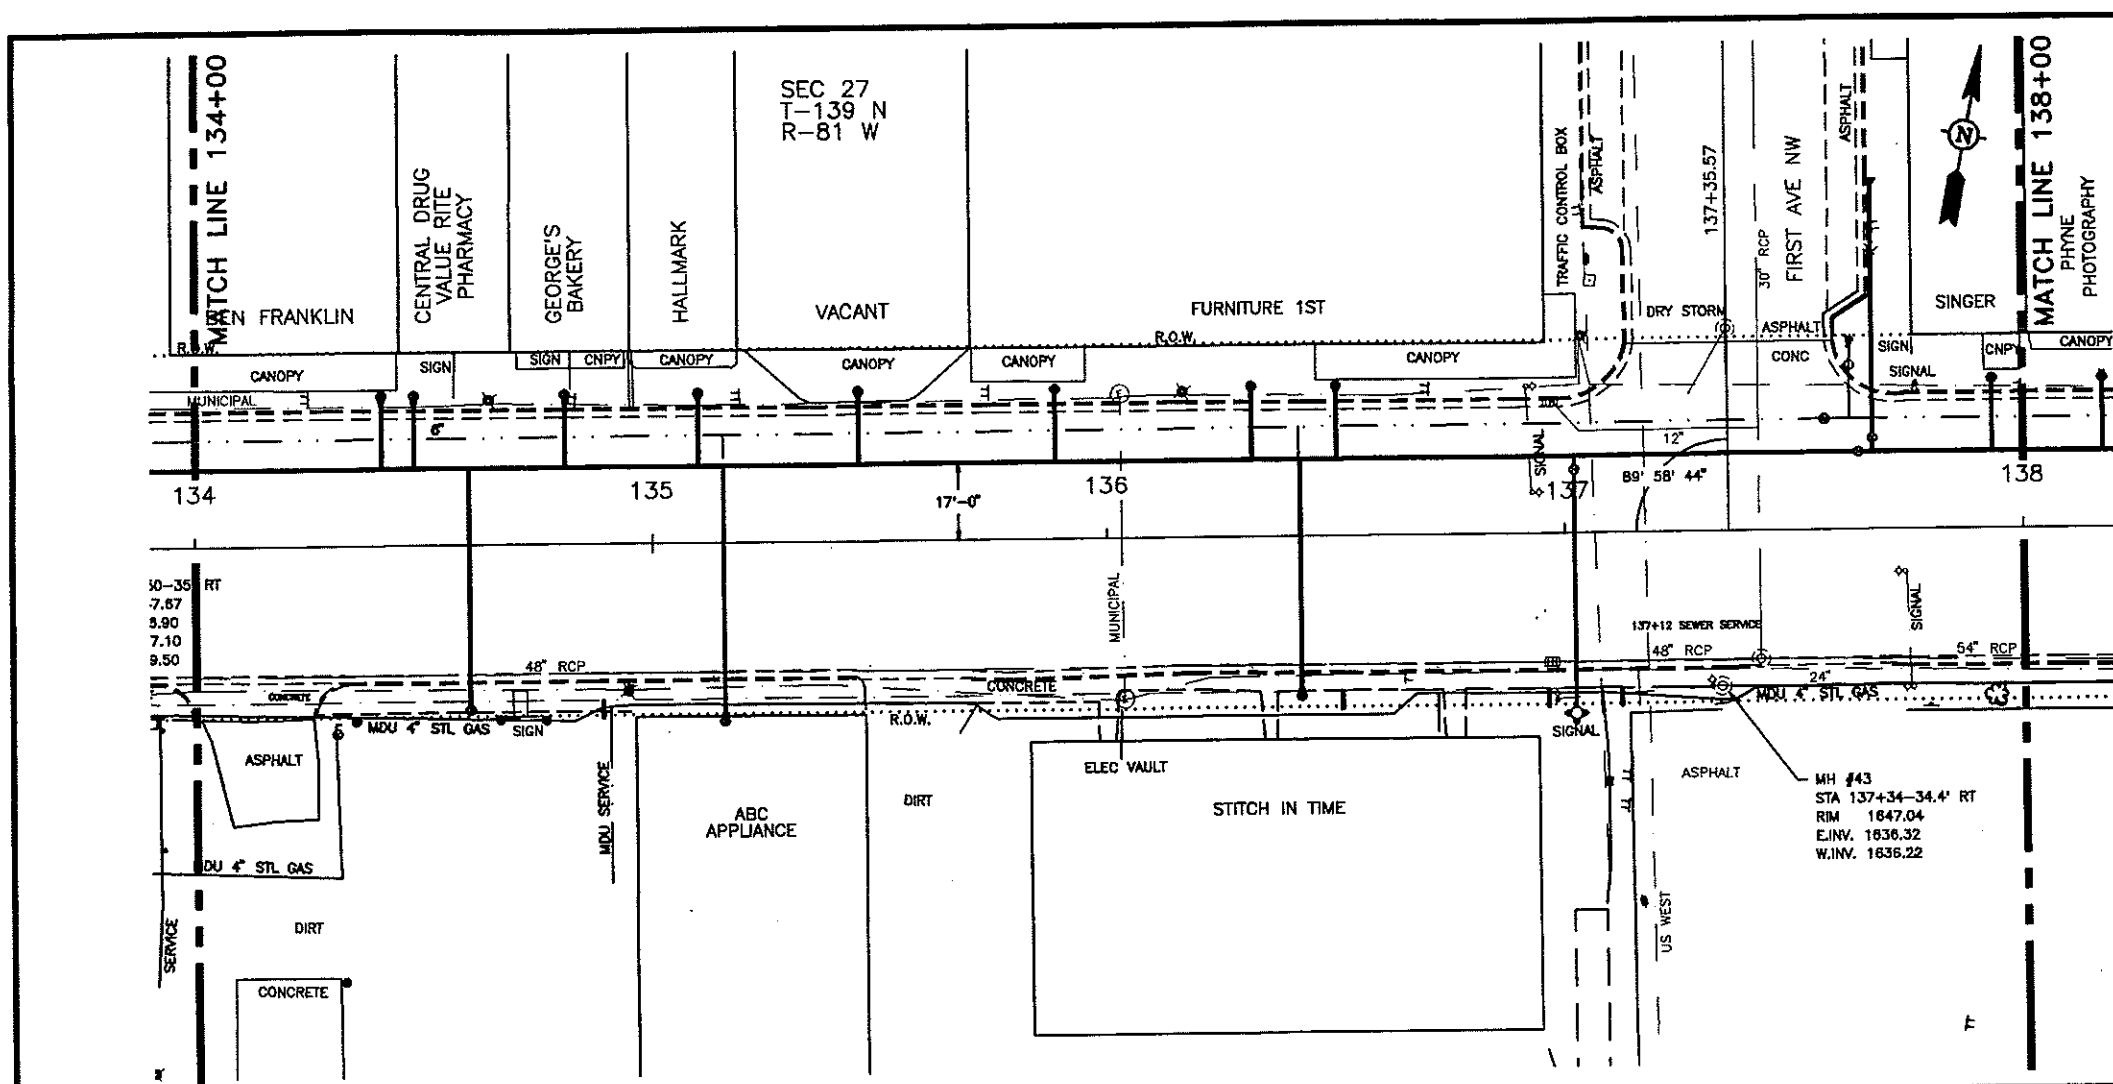 MATCH LINE 134+00
SEC 27
T-139 N
R-81 W
CENTRAL DRUG
VALUE RITE
PHARMACY
GEORGE'S
BAKERY
HALLMARK
VACANT
FURNITURE 1ST
TRAFFIC CONTROL BOX
ASPHALT
137+35.57
30" RCP
FIRST AVE NW
ASPHALT
N
MATCH LINE 138+00
PHYNE
PHOTOGRAPHY
EN FRANKLIN
SINGER
DRY STORM
ASPHALT
R.O.W.
R.O.W.
CANOPY
SIGN
SIGN
CNPY
CANOPY
CANOPY
CANOPY
CANOPY
CONC
SIGN
SIGNAL
CNPY
CANOPY
MUNICIPAL
6"
SIGNAL
12"
89° 58' 44"
134
135
17'-0"
136
137
138
50-35 RT
7.87
3.90
7.10
9.50
MUNICIPAL
137+12 SEWER SERVICE
SIGNAL
48" RCP
48" RCP
54" RCP
CONCRETE
CONCRETE
24"
MDU 4" STL GAS
MDU 4" STL GAS
SIGN
R.O.W.
SIGNAL
ASPHALT
MDU SERVICE
ELEC VAULT
ASPHALT
DIRT
ABC
APPLIANCE
STITCH IN TIME
MH #43
STA 137+34-34.4' RT
RIM 1647.04
E.INV. 1636.32
W.INV. 1636.22
DU 4" STL GAS
SERVICE
DIRT
US WEST
CONCRETE